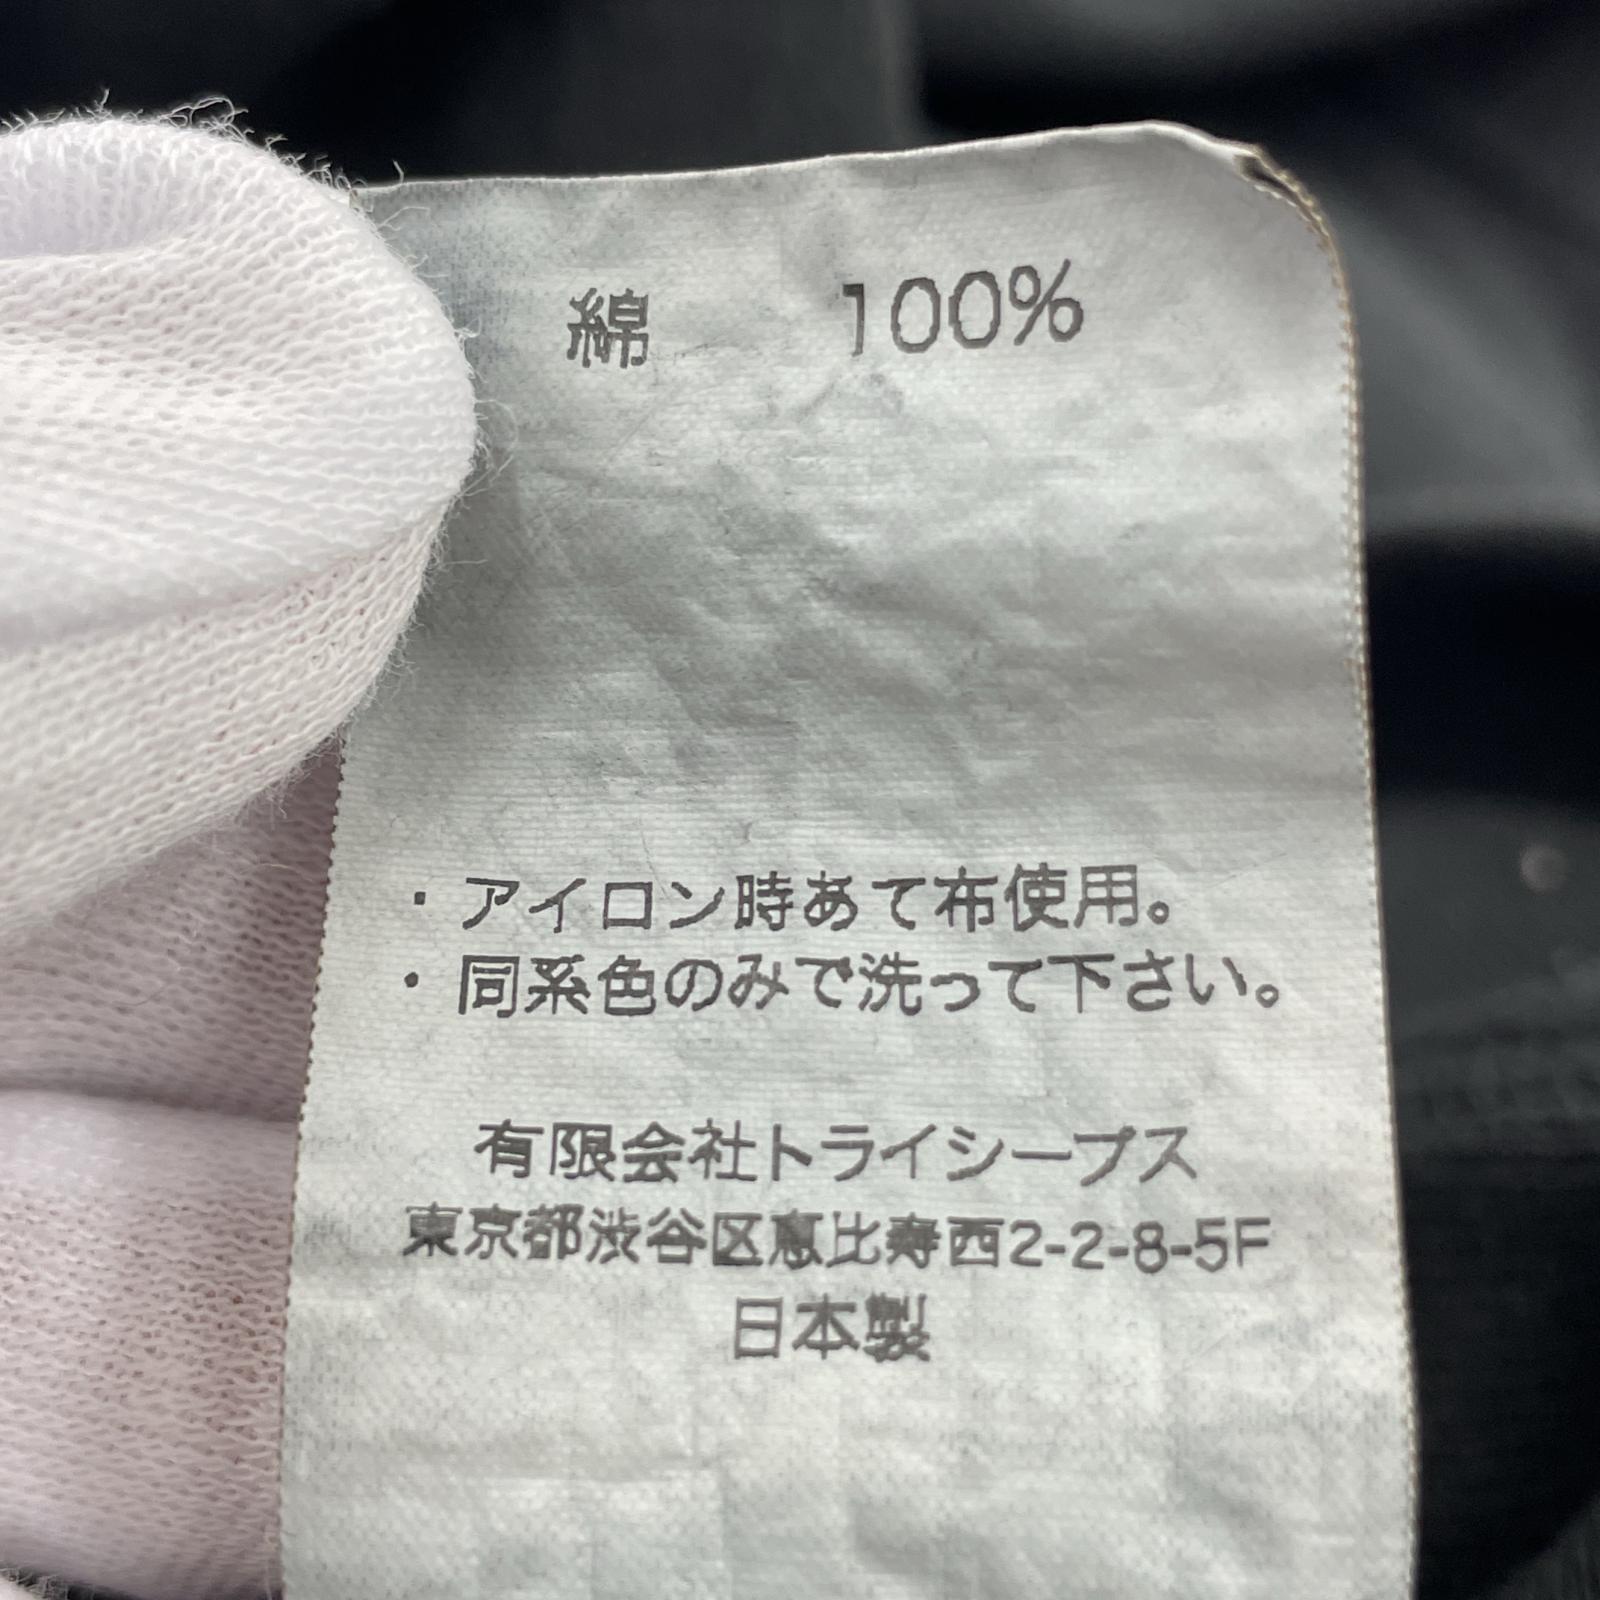 綿 100%
・アイロン時あて布使用。
・同系色のみで洗って下さい。
有限会社トライシープス
東京都渋谷区恵比寿西2-2-8-5F
日本製